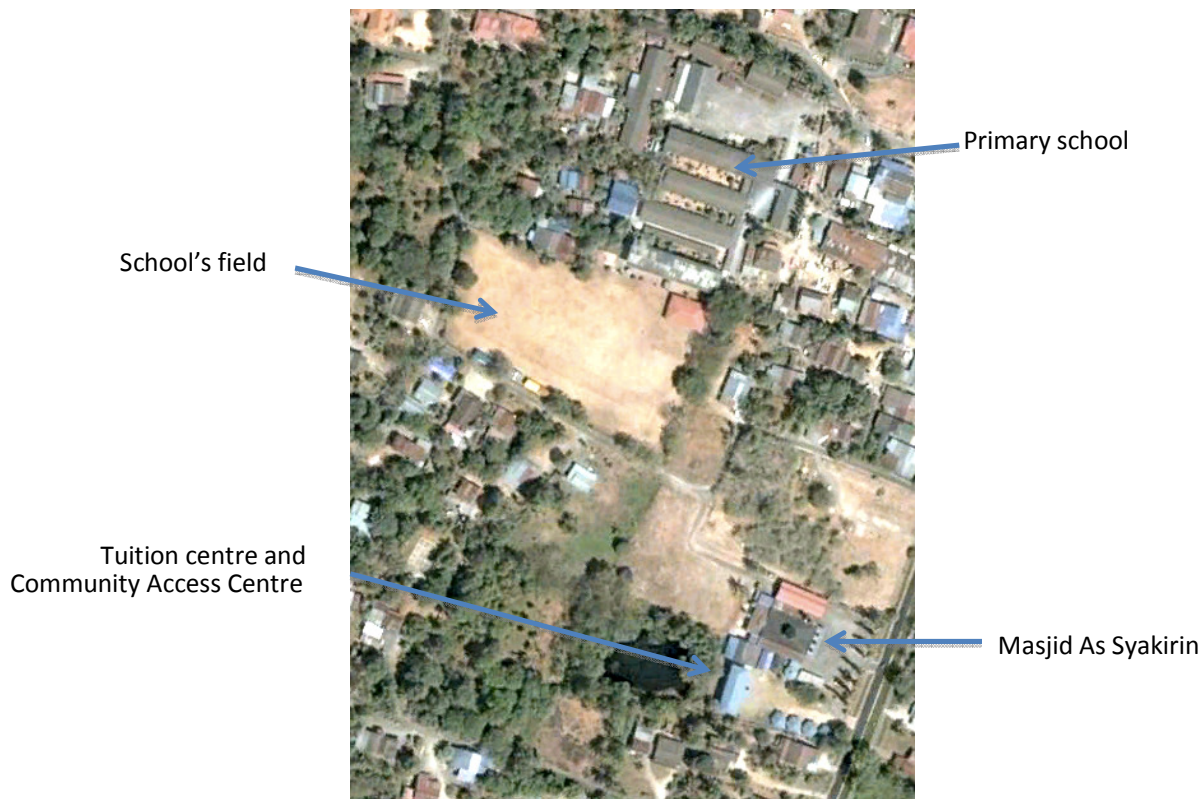 Primary school
School’s field
Tuition centre and
Community Access Centre
Masjid As Syakirin